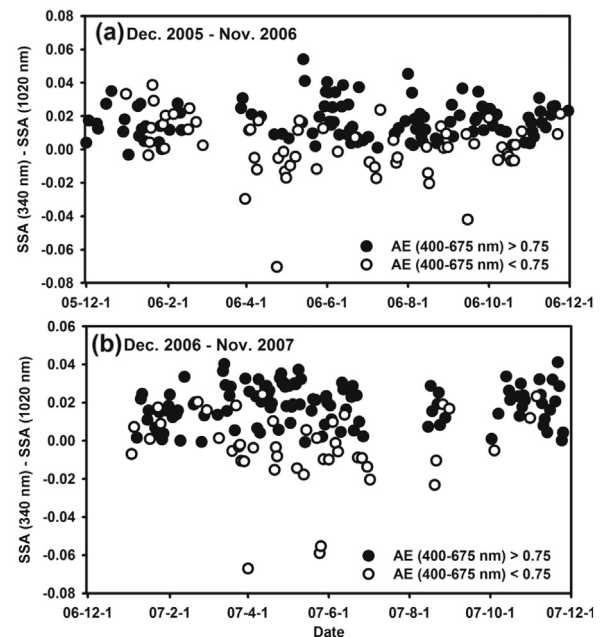 (a) Dec. 2005 - Nov. 2006
0.08
0.06
0.04
0.02
0.00
-0.02
-0.04
-0.06
-0.08
SSA (340 nm) - SSA (1020 nm)
AE (400-675 nm) > 0.75
AE (400-675 nm) < 0.75
05-12-1 06-2-1 06-4-1 06-6-1 06-8-1 06-10-1 06-12-1
(b) Dec. 2006 - Nov. 2007
0.06
0.04
0.02
0.00
-0.02
-0.04
-0.06
-0.08
SSA (340 nm) - SSA (1020 nm)
AE (400-675 nm) > 0.75
AE (400-675 nm) < 0.75
06-12-1 07-2-1 07-4-1 07-6-1 07-8-1 07-10-1 07-12-1
Date